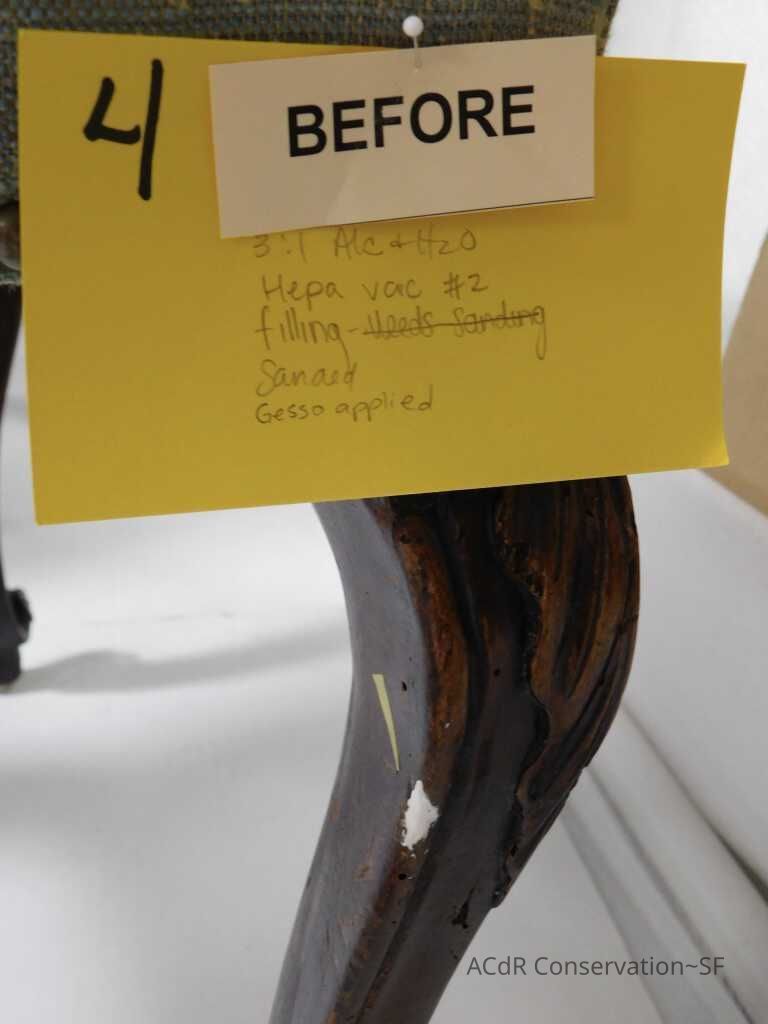 4
BEFORE
3:1 Alc + H2O
Hepa vac #2
filling - Needs Sanding
Sanded
Gesso applied
ACdR Conservation~SF